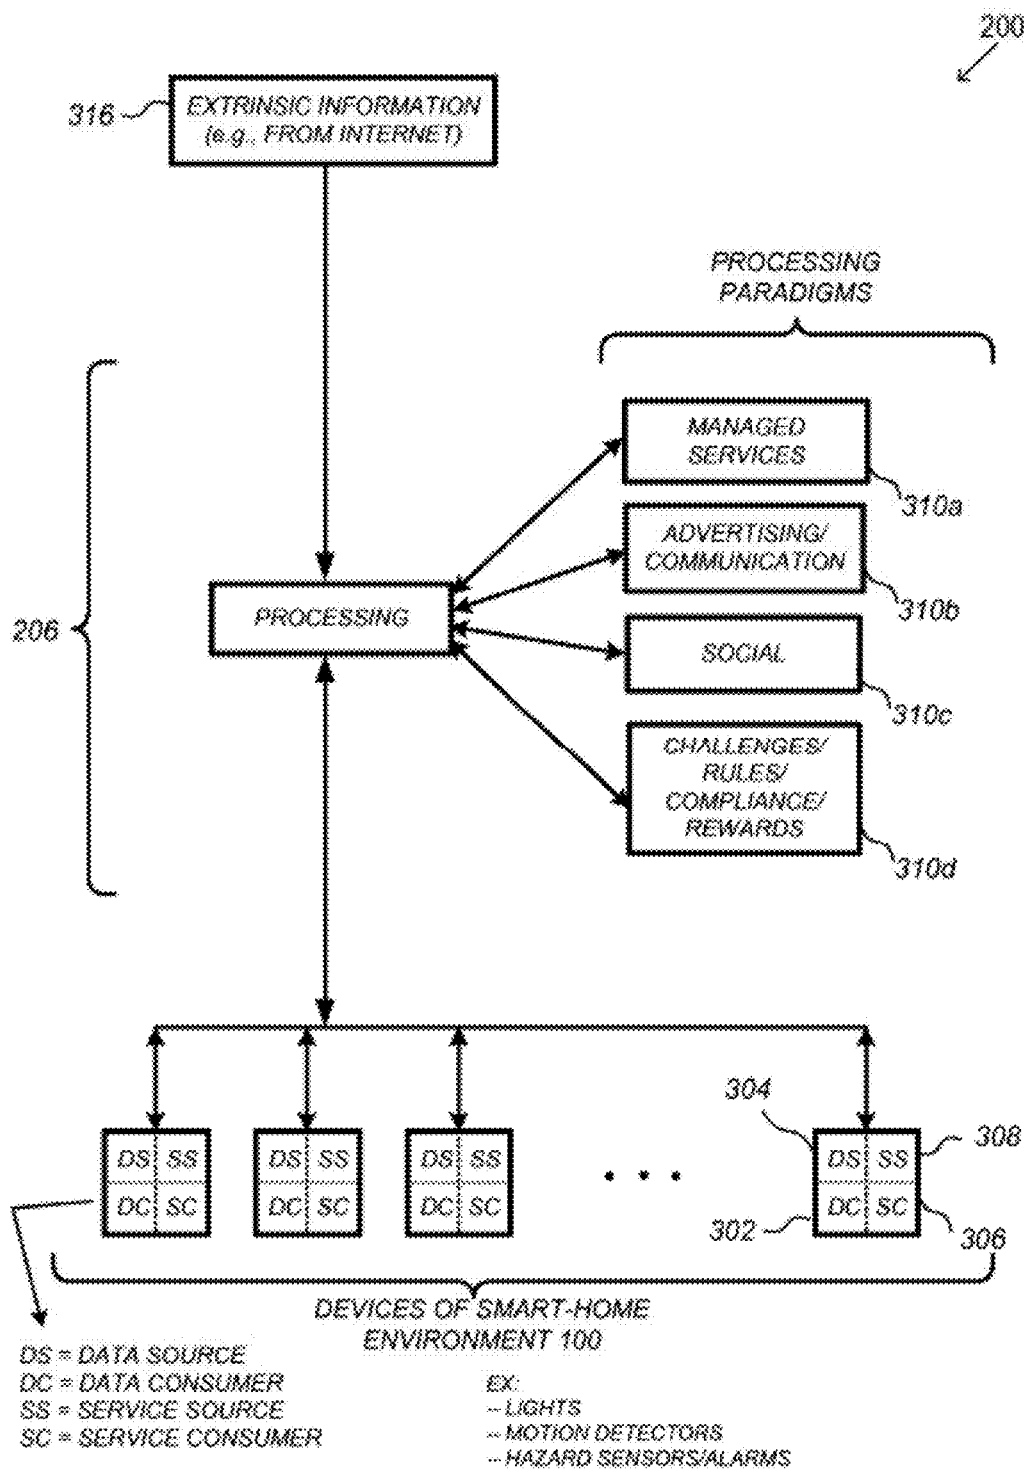 200
316
EXTRINSIC INFORMATION
(e.g., FROM INTERNET)
PROCESSING
PARADIGMS
MANAGED
SERVICES
310a
ADVERTISING/
COMMUNICATION
310b
206
PROCESSING
SOCIAL
310c
CHALLENGES/
RULES/
COMPLIANCE/
REWARDS
310d
304
308
DS SS
DC SC
DS SS
DC SC
DS SS
DC SC
• • •
DS SS
DC SC
302
306
DEVICES OF SMART-HOME
ENVIRONMENT 100
DS = DATA SOURCE
DC = DATA CONSUMER
SS = SERVICE SOURCE
SC = SERVICE CONSUMER
EX:
-- LIGHTS
-- MOTION DETECTORS
-- HAZARD SENSORS/ALARMS